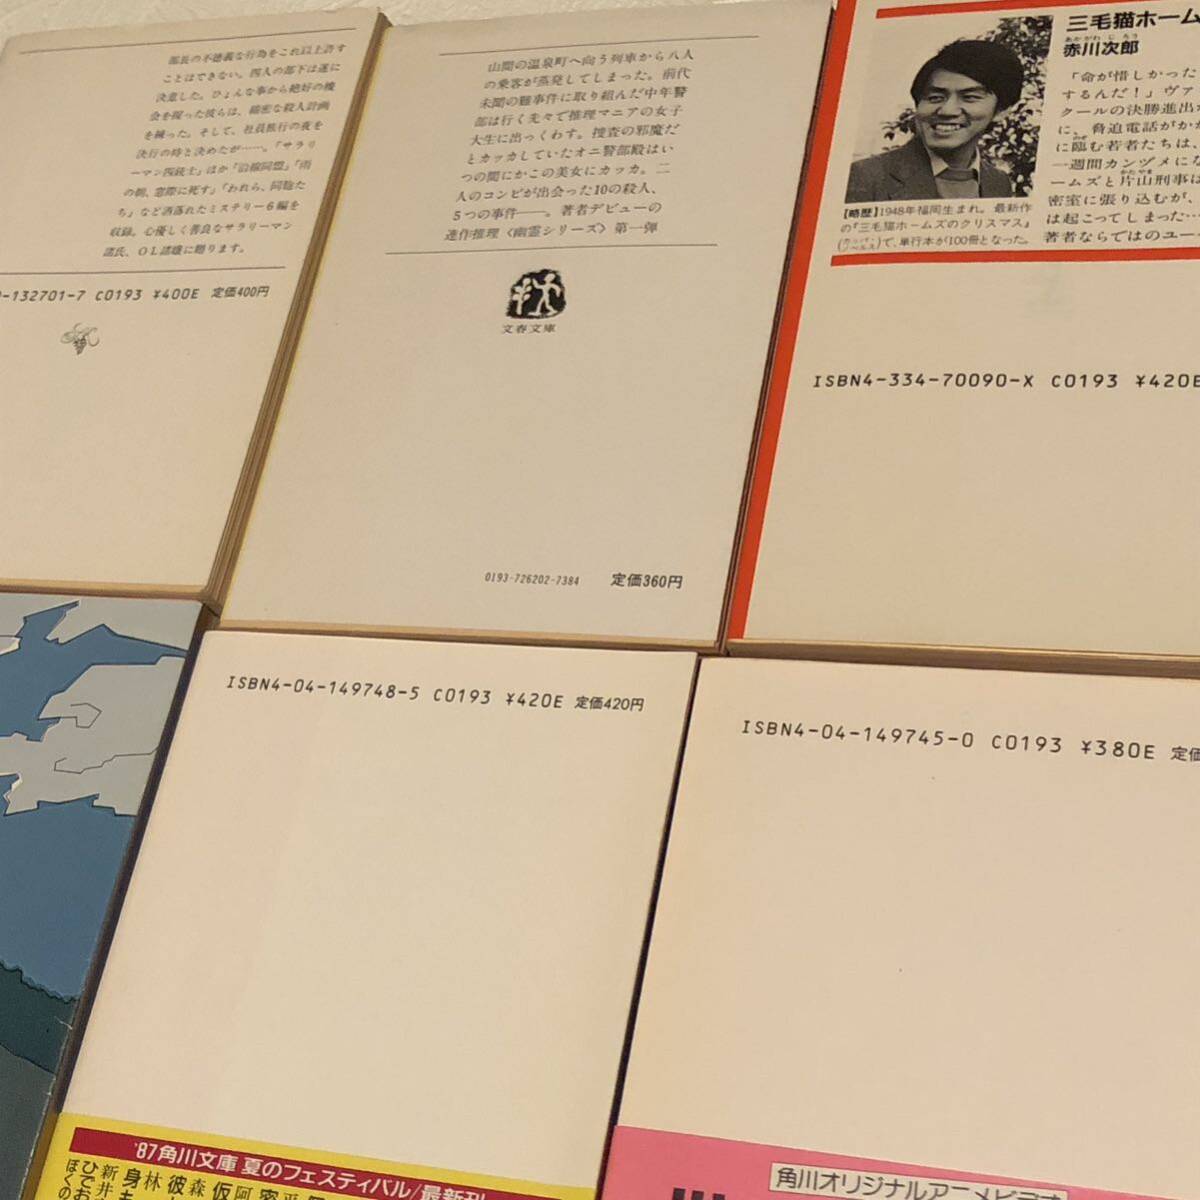 部長の不徳義な行為をこれ以上許す
ことはできない。四人の部下は遂に
決意した。ひょんな事から絶好の機
会を握った彼らは、綿密な殺人計画
を練った。そして、社員旅行の夜を
決行の時と決めたが……。「サラリ
ーマン四銃士」ほか「沿線同盟」「雨
の朝、窓際に死す」「われら、同胞た
ち」など洒落れたミステリー6編を
収録。心優しく善良なサラリーマン
諸氏、OL諸嬢に贈ります。
-132701-7 C0193 ¥400E 定価400円
山間の温泉町へ向う列車から八人
の乗客が蒸発してしまった。前代
未聞の難事件に取り組んだ中年警
部は行く先々で推理マニアの女子
大生に出っくわす。捜査の邪魔だ
とカッカしていたオニ警部殿はい
つの間にかこの美女にカッカ。二
人のコンビが出会った10の殺人、
5つの事件――。著者デビューの
連作推理〈幽霊シリーズ〉第一弾
文春文庫
0193-726202-7384 定価360円
三毛猫ホーム
あかがわ じろう
赤川次郎
「命が惜しかった
するんだ!」ヴァ
クールの決勝進出
に、脅迫電話がか
に臨む若者たちは、
一週間カンヅメにな
ームズと片山刑事は
密室に張り込むが、
は起こってしまった…
著者ならではのユー
【略歴】1948年福岡生まれ。最新作
の『三毛猫ホームズのクリスマス』
(カッパ・ノベルス)で、単行本が100冊となった。
ISBN4-334-70090-X C0193 ¥420E
ISBN4-04-149748-5 C0193 ¥420E 定価420円
ISBN4-04-149745-0 C0193 ¥380E 定価
'87角川文庫 夏のフェスティバル/最新刊
角川オリジナルアニメビデオ